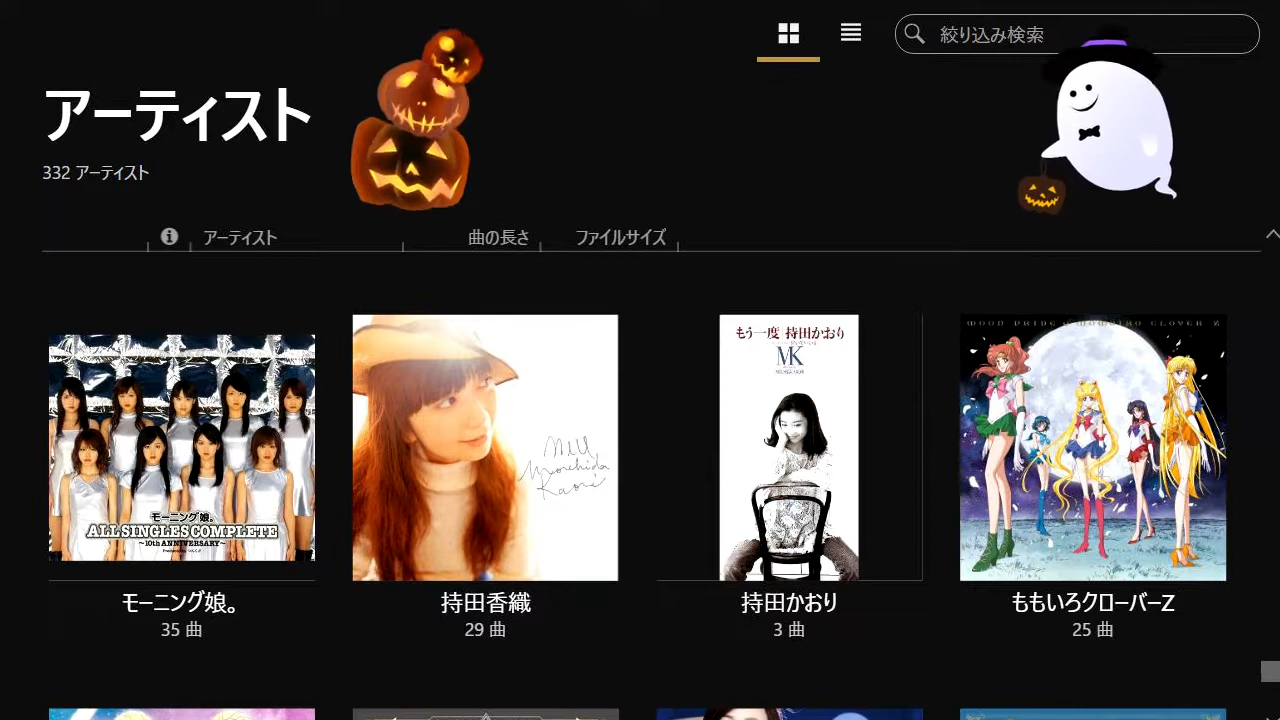 絞り込み検索
アーティスト
332 アーティスト
アーティスト
曲の長さ
ファイルサイズ
モーニング娘。
ALL SINGLES COMPLETE
~10th ANNIVERSARY~
モーニング娘。
35 曲
持田香織
29 曲
もう一度 持田かおり
MK
持田かおり
3 曲
MOON PRIDE
MOMOIRO CLOVER Z
ももいろクローバーZ
25 曲